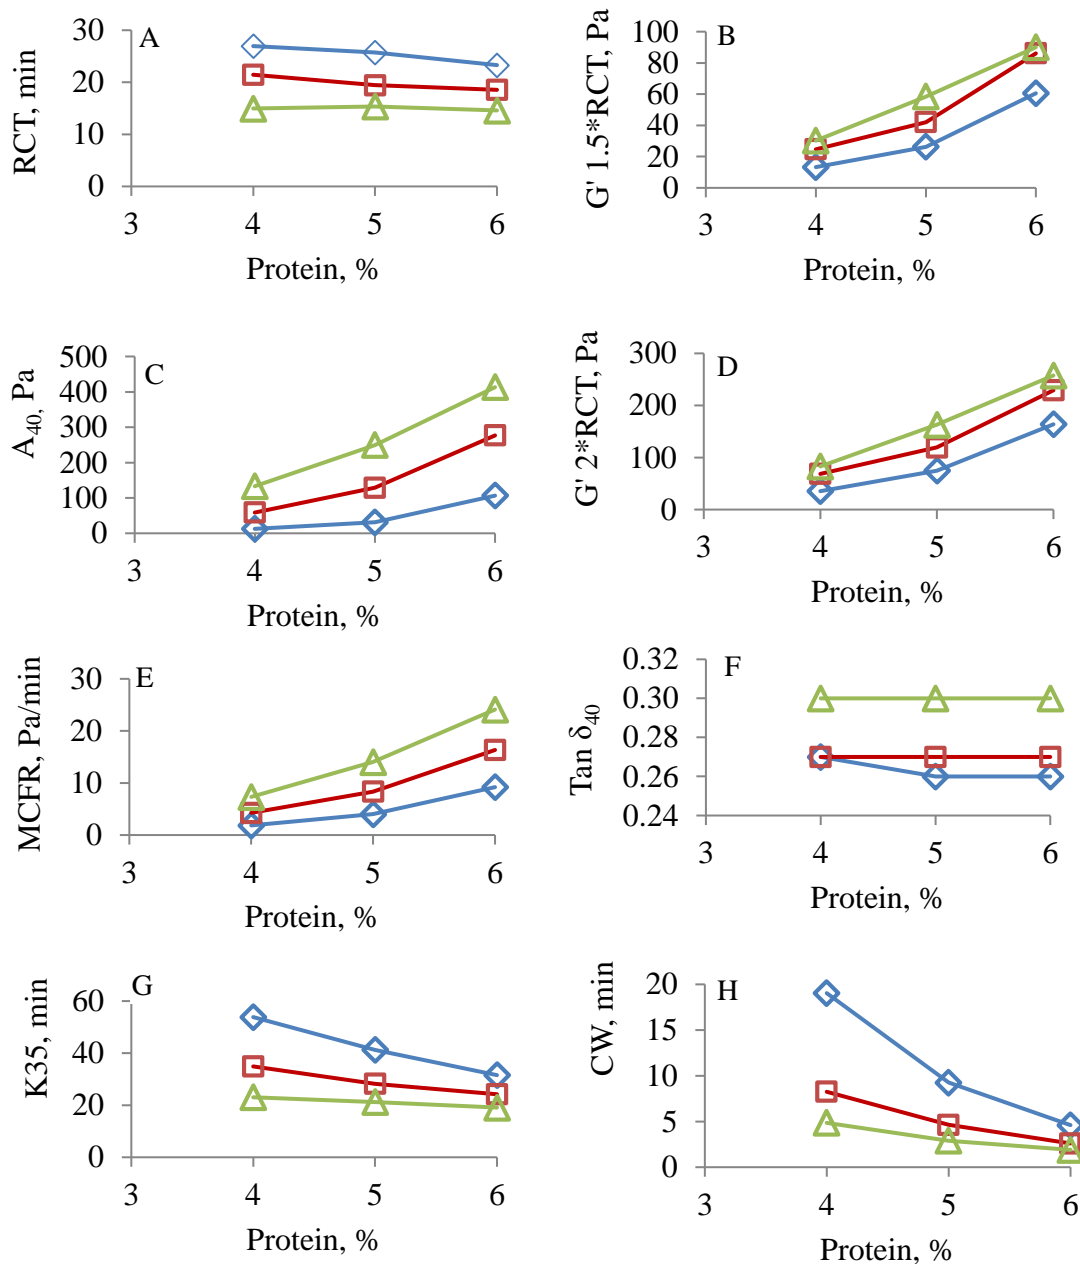 A
RCT, min
30
20
10
0
3 4 5 6
Protein, %
B
G' 1.5*RCT, Pa
100
80
60
40
20
0
3 4 5 6
Protein, %
C
A40, Pa
500
400
300
200
100
0
3 4 5 6
Protein, %
D
G' 2*RCT, Pa
300
200
100
0
3 4 5 6
Protein, %
E
MCFR, Pa/min
30
20
10
0
3 4 5 6
Protein, %
F
Tan δ40
0.32
0.30
0.28
0.26
0.24
3 4 5 6
Protein, %
G
K35, min
60
40
20
0
3 4 5 6
Protein, %
H
CW, min
20
15
10
5
0
3 4 5 6
Protein, %